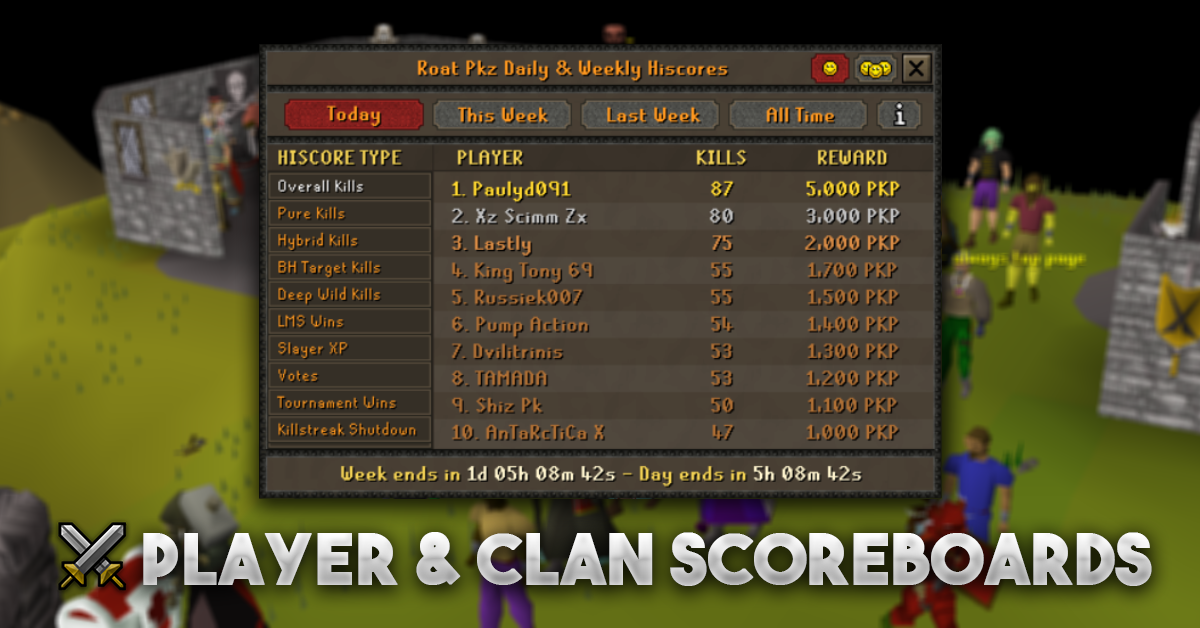 Roat Pkz Daily & Weekly Hiscores
Today This Week Last Week All Time i
HISCORE TYPE PLAYER KILLS REWARD
Overall Kills 1. Paulyd091 87 5,000 PKP
Pure Kills 2. Xz Scimm Zx 80 3,000 PKP
Hybrid Kills 3. Lastly 75 2,000 PKP
BH Target Kills 4. King Tony 69 55 1,700 PKP
Deep Wild Kills 5. Russiek007 55 1,500 PKP
LMS Wins 6. Pump Action 54 1,400 PKP
Slayer XP 7. Dvilitrinis 53 1,300 PKP
Votes 8. TAMADA 53 1,200 PKP
Tournament Wins 9. Shiz Pk 50 1,100 PKP
Killstreak Shutdown 10. AnTaRcTiCa X 47 1,000 PKP
Week ends in 1d 05h 08m 42s - Day ends in 5h 08m 42s
PLAYER & CLAN SCOREBOARDS